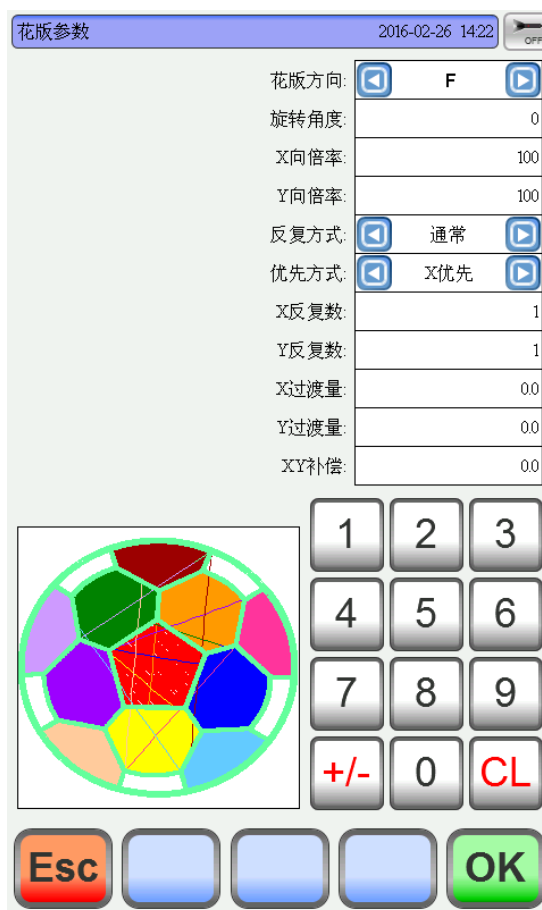 花版参数 2016-02-26 14:22 OFF
花版方向: F
旋转角度: 0
X向倍率: 100
Y向倍率: 100
反复方式: 通常
优先方式: X优先
X反复数: 1
Y反复数: 1
X过渡量: 0.0
Y过渡量: 0.0
XY补偿: 0.0
1 2 3
4 5 6
7 8 9
+/- 0 CL
Esc OK